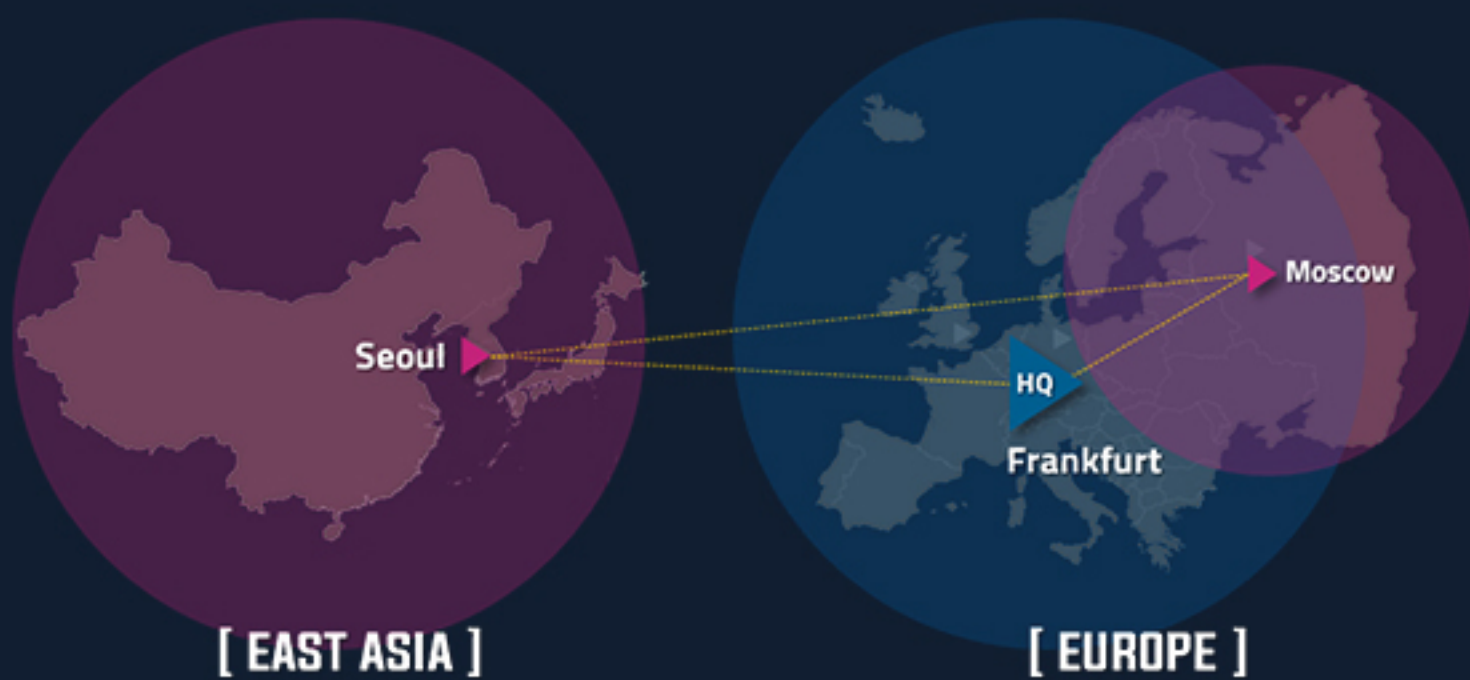 Seoul
Moscow
HQ
Frankfurt
[ EAST ASIA ]
[ EUROPE ]